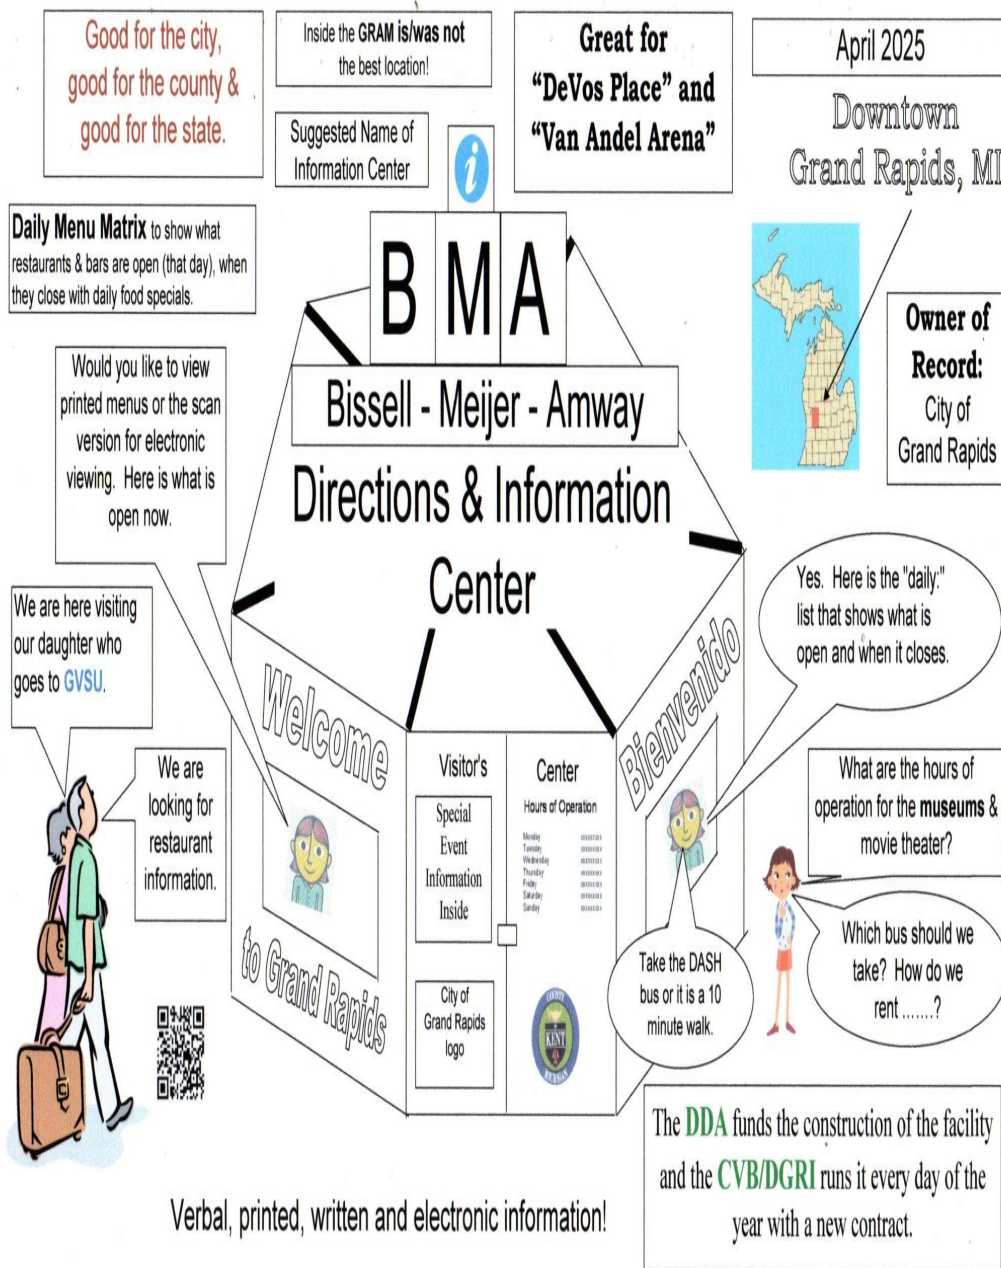 Good for the city,
good for the county &
good for the state.
Inside the GRAM is/was not
the best location!
Suggested Name of
Information Center
i
Great for
“DeVos Place” and
“Van Andel Arena”
April 2025
Downtown
Grand Rapids, MI
Daily Menu Matrix to show what
restaurants & bars are open (that day), when
they close with daily food specials.
B M A
Bissell - Meijer - Amway
Directions & Information
Center
Owner of
Record:
City of
Grand Rapids
Would you like to view
printed menus or the scan
version for electronic
viewing. Here is what is
open now.
We are here visiting
our daughter who
goes to GVSU.
We are
looking for
restaurant
information.
Welcome
to Grand Rapids
Visitor's
Special
Event
Information
Inside
City of
Grand Rapids
logo
Center
Hours of Operation
Monday
Tuesday
Wednesday
Thursday
Friday
Saturday
Sunday
COUNTY
KENT
MICHIGAN
Bienvenido
Yes. Here is the "daily:"
list that shows what is
open and when it closes.
What are the hours of
operation for the museums &
movie theater?
Which bus should we
take? How do we
rent .......?
Take the DASH
bus or it is a 10
minute walk.
The DDA funds the construction of the facility
and the CVB/DGRI runs it every day of the
year with a new contract.
Verbal, printed, written and electronic information!